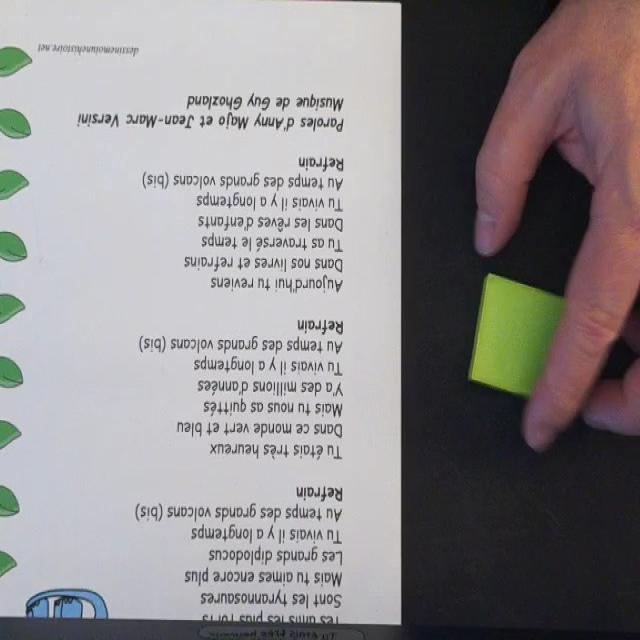 Tes amis les plus forts
Sont les tyrannosaures
Mais tu aimes encore plus
Les grands diplodocus
Tu vivais il y a longtemps
Au temps des grands volcans (bis)
Refrain
Tu étais très heureux
Dans ce monde vert et bleu
Mais tu nous as quittés
Y'a des millions d'années
Tu vivais il y a longtemps
Au temps des grands volcans (bis)
Refrain
Aujourd'hui tu reviens
Dans nos livres et refrains
Tu as traversé le temps
Dans les rêves d'enfants
Tu vivais il y a longtemps
Au temps des grands volcans (bis)
Refrain
Paroles d'Anny Majo et Jean-Marc Versini
Musique de Guy Ghozland
dessinemoiunehistoire.net